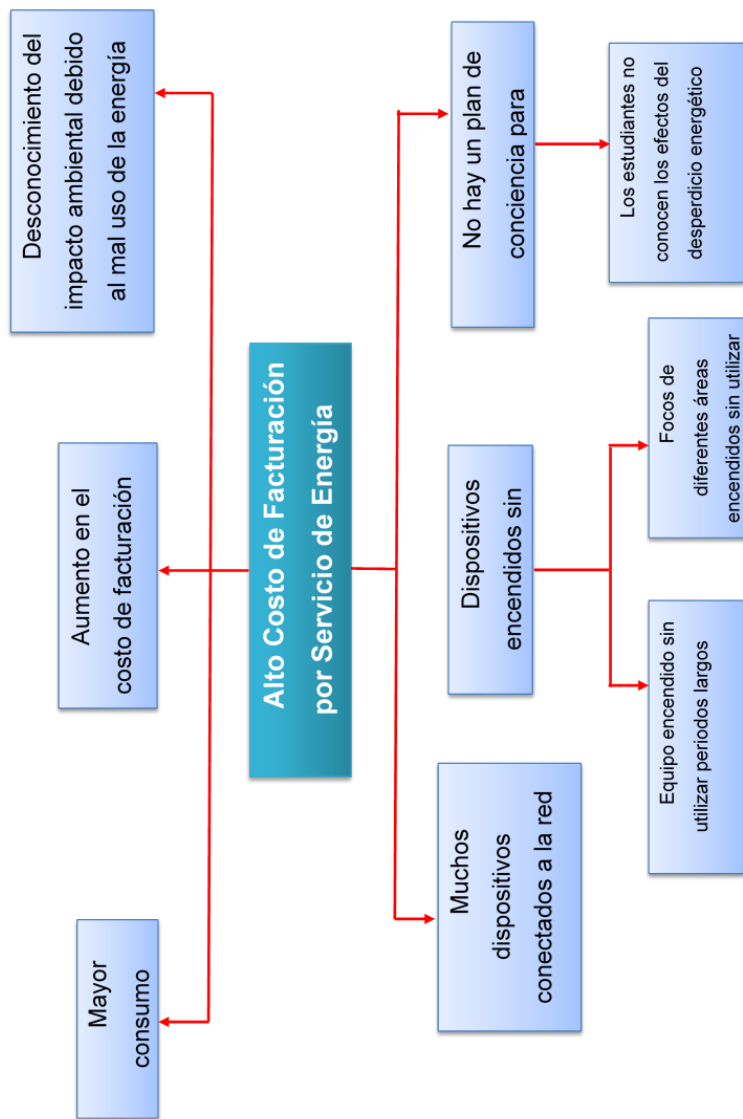 Mayor
consumo
Aumento en el
costo de facturación
Desconocimiento del
impacto ambiental debido
al mal uso de la energía
Alto Costo de Facturación
por Servicio de Energía
Muchos
dispositivos
conectados a la red
Dispositivos
encendidos sin
No hay un plan de
conciencia para
Equipo encendido sin
utilizar periodos largos
Focos de
diferentes áreas
encendidos sin utilizar
Los estudiantes no
conocen los efectos del
desperdicio energético